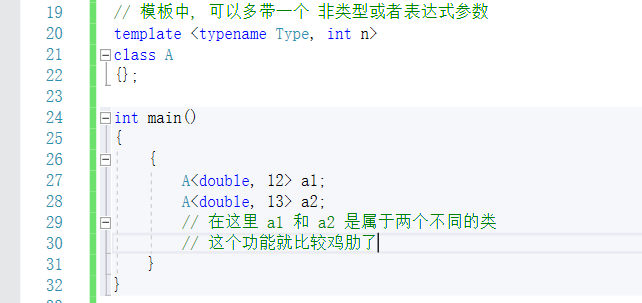 19 // 模板中, 可以多带一个 非类型或者表达式参数
20 template <typename Type, int n>
21 class A
22 {};
23
24 int main()
25 {
26 {
27 A<double, 12> a1;
28 A<double, 13> a2;
29 // 在这里 a1 和 a2 是属于两个不同的类
30 // 这个功能就比较鸡肋了
31 }
32 }